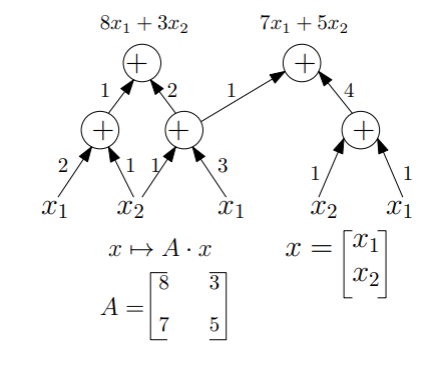 8x₁ + 3x₂ 7x₁ + 5x₂
+ +
1 2 1 4
+ + +
2 1 1 3 1 1
x₁ x₂ x₁ x₂ x₁
x ↦ A · x
x = [x₁
x₂]
A = [8 3
7 5]